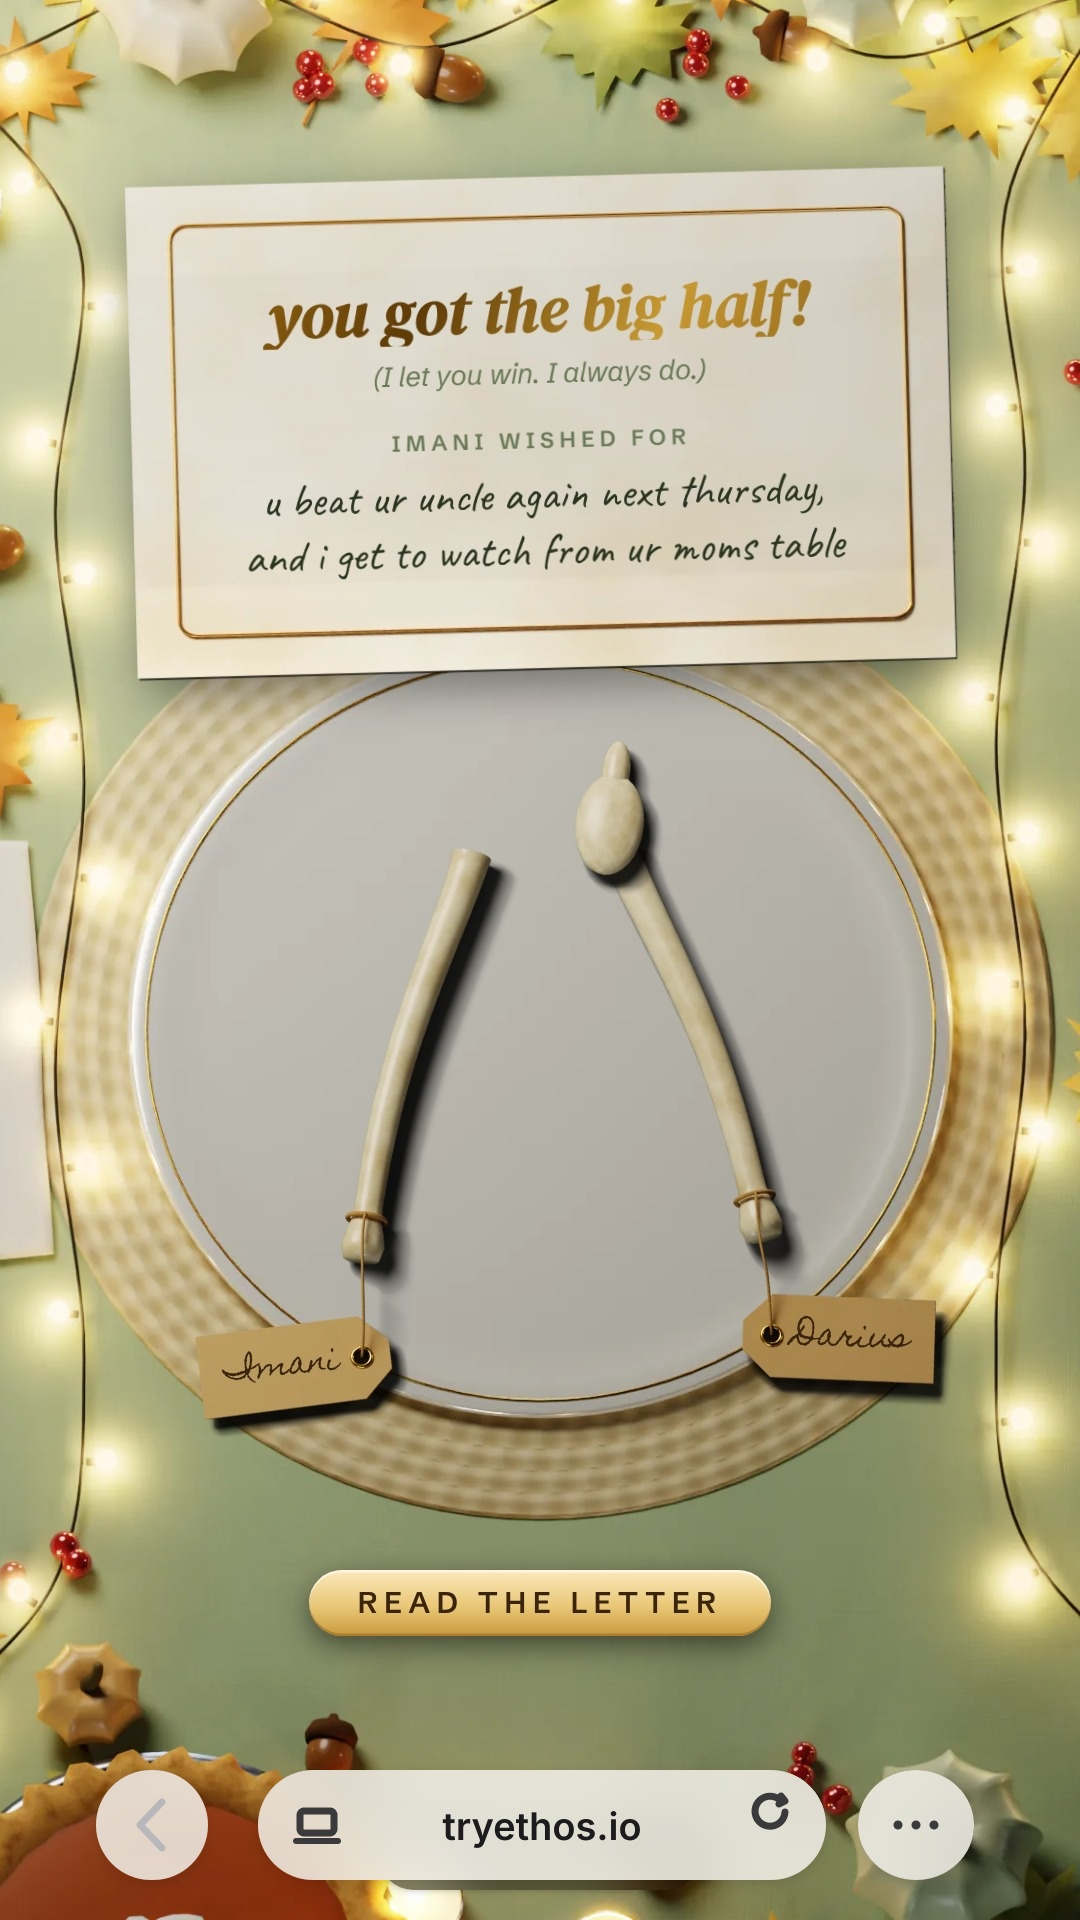 you got the big half!
(I let you win. I always do.)
IMANI WISHED FOR
u beat ur uncle again next thursday,
and i get to watch from ur moms table
Imani
Darius
READ THE LETTER
tryethos.io